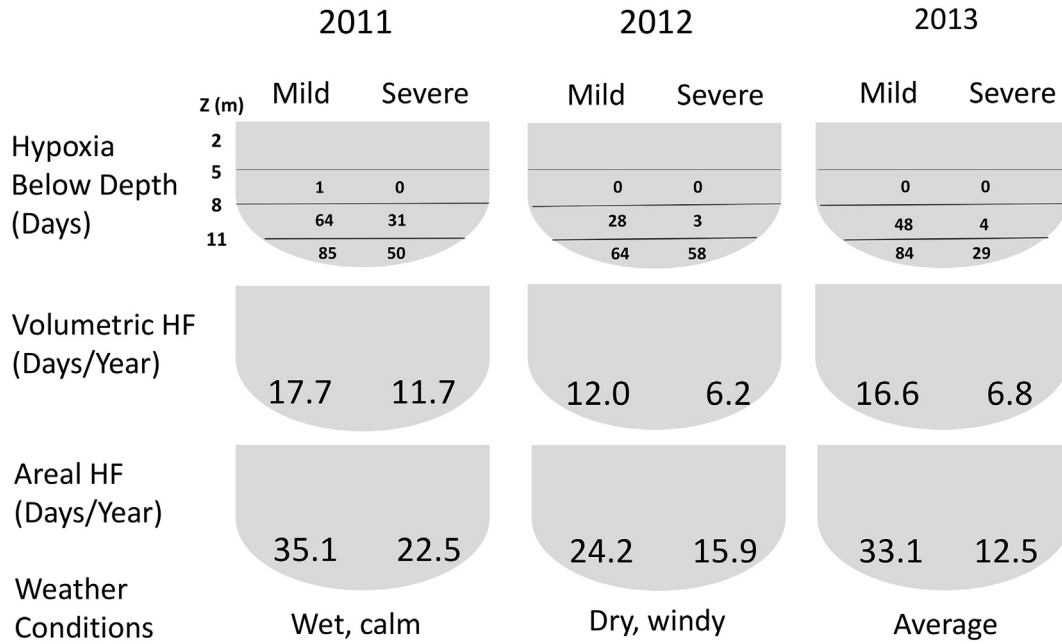 2011 2012 2013
Mild Severe Mild Severe Mild Severe
Z (m)
2
Hypoxia
Below Depth
(Days)
5
1 0 0 0 0 0
8
64 31 28 3 48 4
11
85 50 64 58 84 29
Volumetric HF
(Days/Year)
17.7 11.7 12.0 6.2 16.6 6.8
Areal HF
(Days/Year)
35.1 22.5 24.2 15.9 33.1 12.5
Weather
Conditions
Wet, calm Dry, windy Average